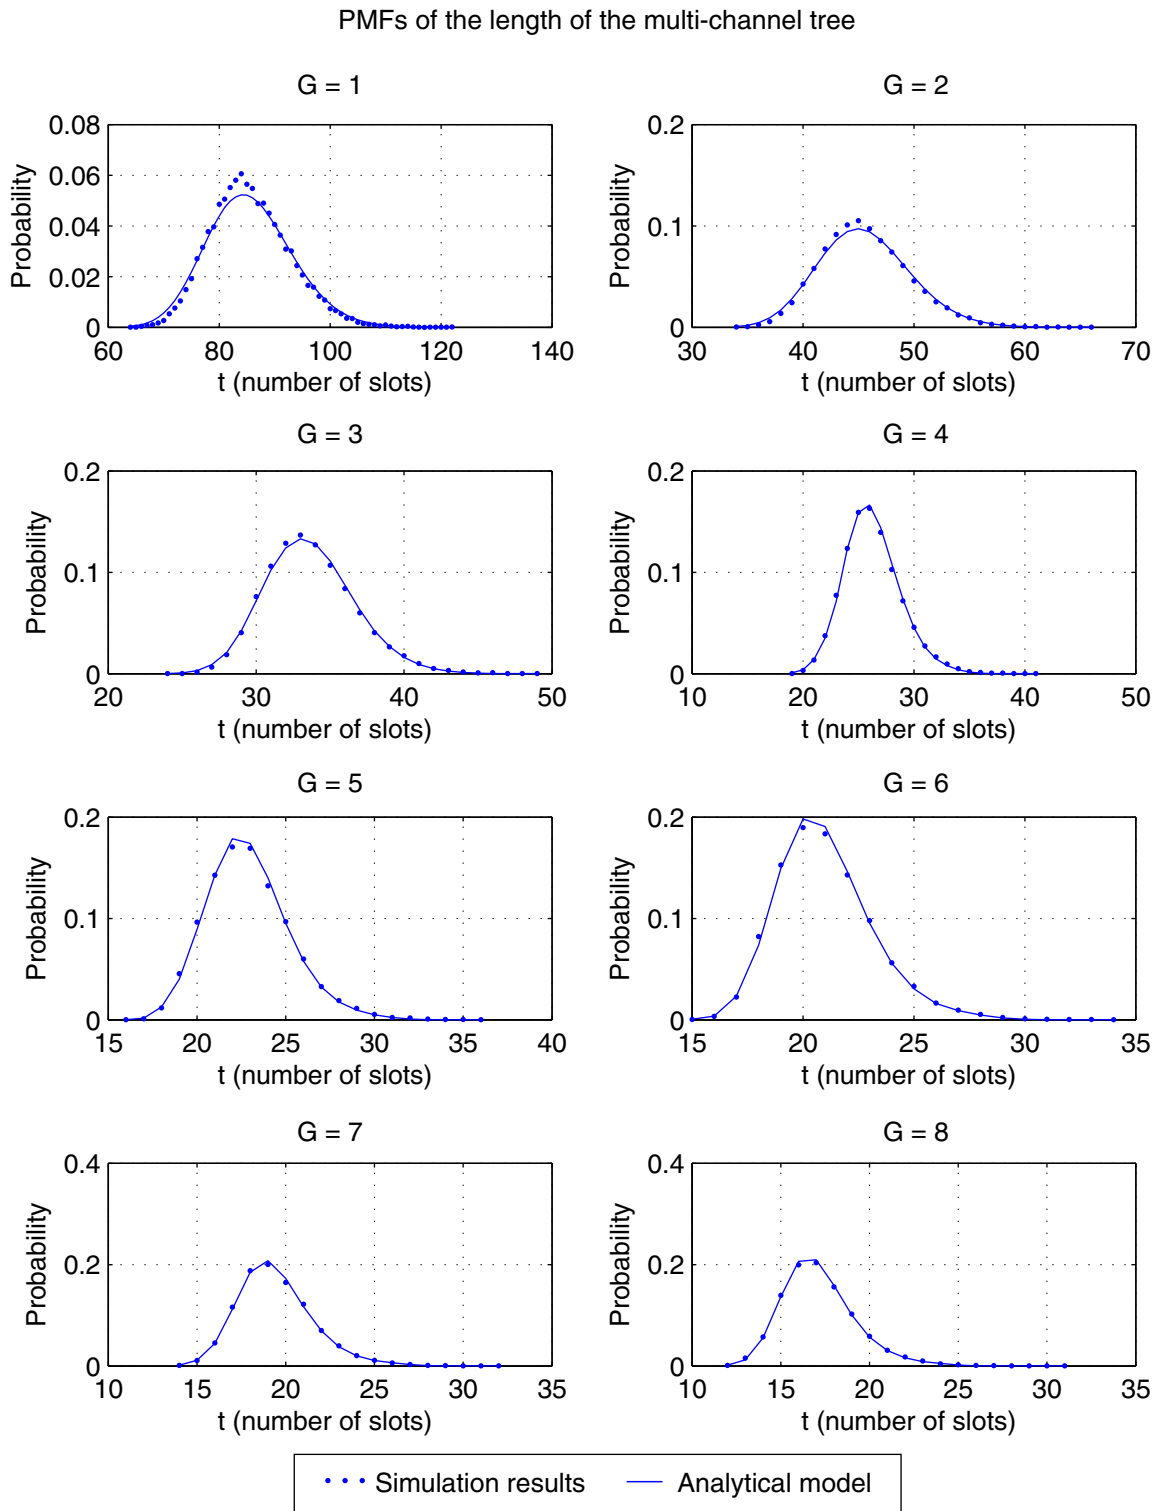 PMFs of the length of the multi-channel tree
G = 1
G = 2
0.08
0.06
0.04
0.02
0
Probability
60 80 100 120 140
t (number of slots)
0.2
0.1
0
Probability
30 40 50 60 70
t (number of slots)
G = 3
G = 4
0.2
0.1
0
Probability
20 30 40 50
t (number of slots)
0.2
0.1
0
Probability
10 20 30 40 50
t (number of slots)
G = 5
G = 6
0.2
0.1
0
Probability
15 20 25 30 35 40
t (number of slots)
0.2
0.1
0
Probability
15 20 25 30 35
t (number of slots)
G = 7
G = 8
0.4
0.2
0
Probability
10 15 20 25 30 35
t (number of slots)
0.4
0.2
0
Probability
10 15 20 25 30 35
t (number of slots)
Simulation results Analytical model